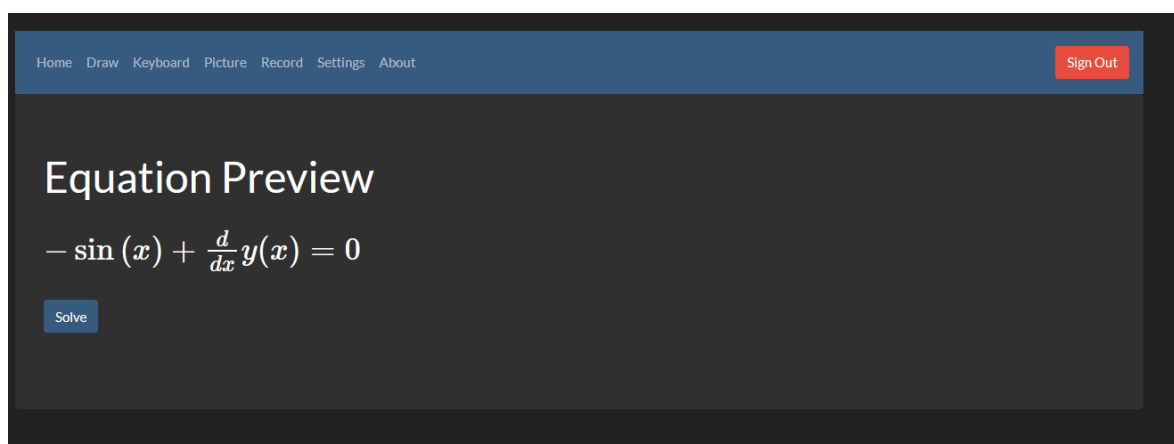 Home Draw Keyboard Picture Record Settings About Sign Out
Equation Preview
− sin (x) + d/dx y(x) = 0
Solve